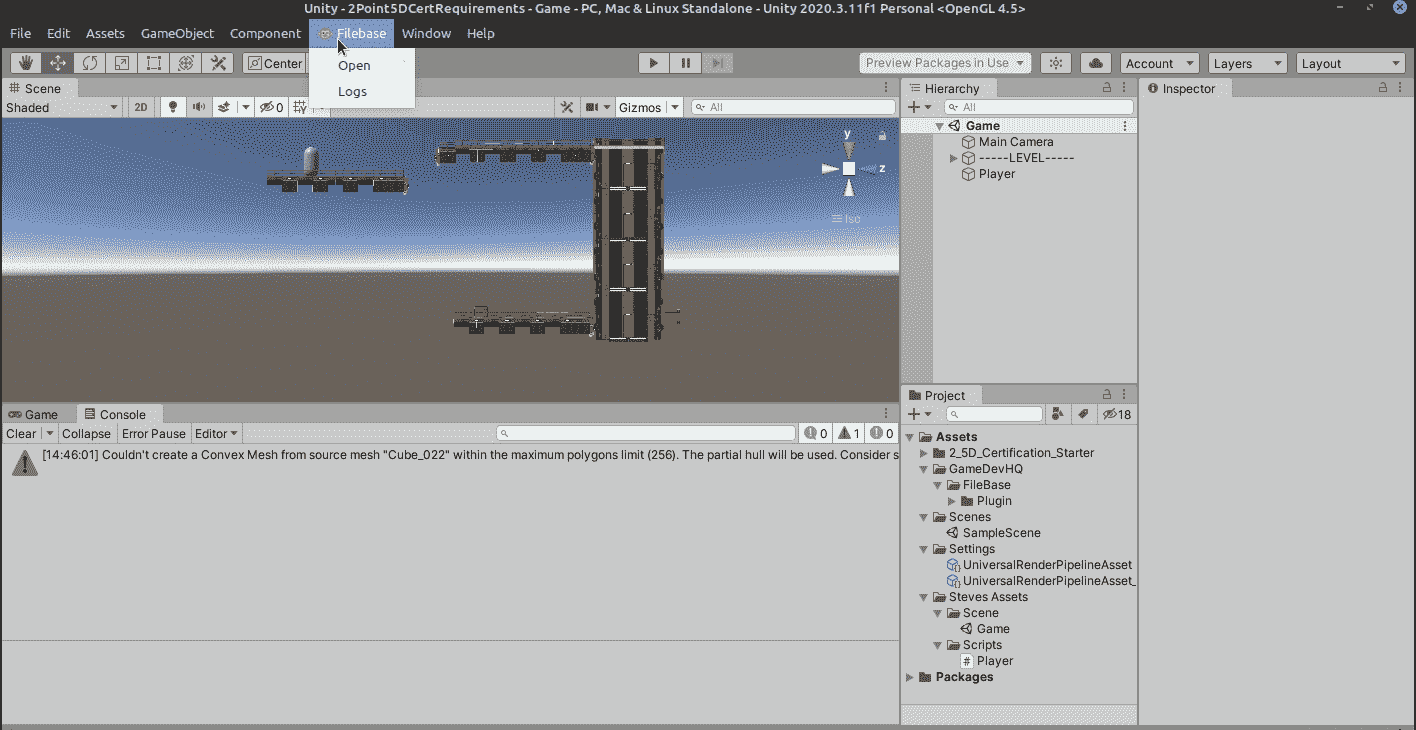 Unity - 2Point5DCertRequirements - Game - PC, Mac & Linux Standalone - Unity 2020.3.11f1 Personal <OpenGL 4.5>
File Edit Assets GameObject Component Filebase Window Help
Open
Logs
Center
Preview Packages in Use
Account
Layers
Layout
Scene
Shaded
2D
0
Gizmos
All
y
z
Iso
Hierarchy
All
Game
Main Camera
-----LEVEL-----
Player
Inspector
Game
Console
Clear
Collapse
Error Pause
Editor
0
1
0
[14:46:01] Couldn't create a Convex Mesh from source mesh "Cube_022" within the maximum polygons limit (256). The partial hull will be used. Consider s
Project
18
Assets
2_5D_Certification_Starter
GameDevHQ
FileBase
Plugin
Scenes
SampleScene
Settings
UniversalRenderPipelineAsset
UniversalRenderPipelineAsset_
Steves Assets
Scene
Game
Scripts
# Player
Packages